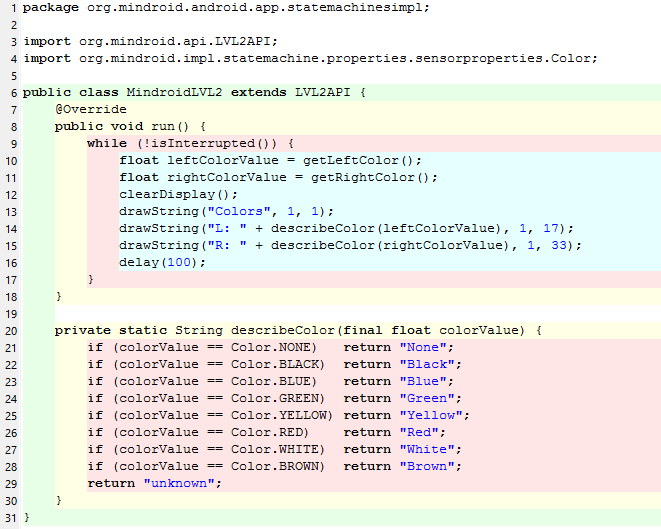 1 package org.mindroid.android.app.statemachinesimpl;
2
3 import org.mindroid.api.LVL2API;
4 import org.mindroid.impl.statemachine.properties.sensorproperties.Color;
5
6 public class MindroidLVL2 extends LVL2API {
7     @Override
8     public void run() {
9         while (!isInterrupted()) {
10             float leftColorValue = getLeftColor();
11             float rightColorValue = getRightColor();
12             clearDisplay();
13             drawString("Colors", 1, 1);
14             drawString("L: " + describeColor(leftColorValue), 1, 17);
15             drawString("R: " + describeColor(rightColorValue), 1, 33);
16             delay(100);
17         }
18     }
19
20     private static String describeColor(final float colorValue) {
21         if (colorValue == Color.NONE)   return "None";
22         if (colorValue == Color.BLACK)  return "Black";
23         if (colorValue == Color.BLUE)   return "Blue";
24         if (colorValue == Color.GREEN)  return "Green";
25         if (colorValue == Color.YELLOW) return "Yellow";
26         if (colorValue == Color.RED)    return "Red";
27         if (colorValue == Color.WHITE)  return "White";
28         if (colorValue == Color.BROWN)  return "Brown";
29         return "unknown";
30     }
31 }